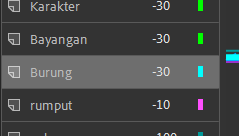 Karakter -30
Bayangan -30
Burung -30
rumput -10